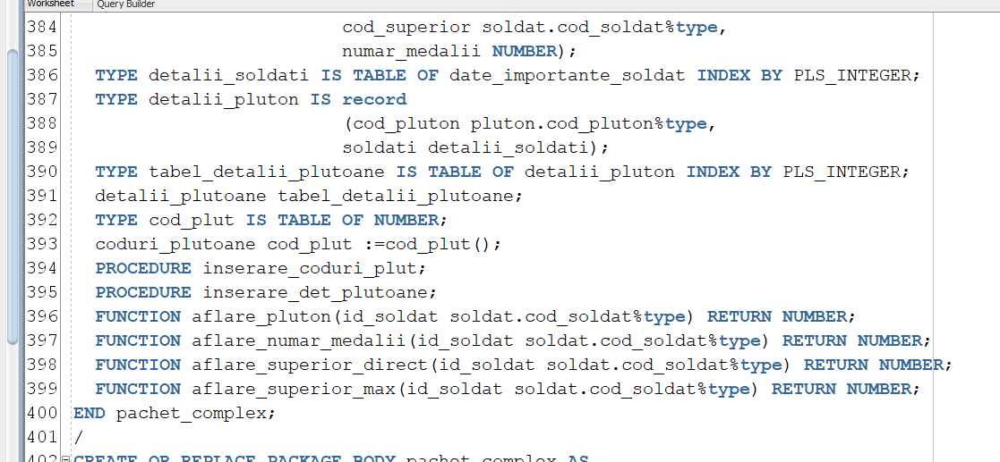 Worksheet Query Builder
384 cod_superior soldat.cod_soldat%type,
385 numar_medalii NUMBER);
386 TYPE detalii_soldati IS TABLE OF date_importante_soldat INDEX BY PLS_INTEGER;
387 TYPE detalii_pluton IS record
388 (cod_pluton pluton.cod_pluton%type,
389 soldati detalii_soldati);
390 TYPE tabel_detalii_plutoane IS TABLE OF detalii_pluton INDEX BY PLS_INTEGER;
391 detalii_plutoane tabel_detalii_plutoane;
392 TYPE cod_plut IS TABLE OF NUMBER;
393 coduri_plutoane cod_plut :=cod_plut();
394 PROCEDURE inserare_coduri_plut;
395 PROCEDURE inserare_det_plutoane;
396 FUNCTION aflare_pluton(id_soldat soldat.cod_soldat%type) RETURN NUMBER;
397 FUNCTION aflare_numar_medalii(id_soldat soldat.cod_soldat%type) RETURN NUMBER;
398 FUNCTION aflare_superior_direct(id_soldat soldat.cod_soldat%type) RETURN NUMBER;
399 FUNCTION aflare_superior_max(id_soldat soldat.cod_soldat%type) RETURN NUMBER;
400 END pachet_complex;
401 /
402 CREATE OR REPLACE PACKAGE BODY pachet_complex AS